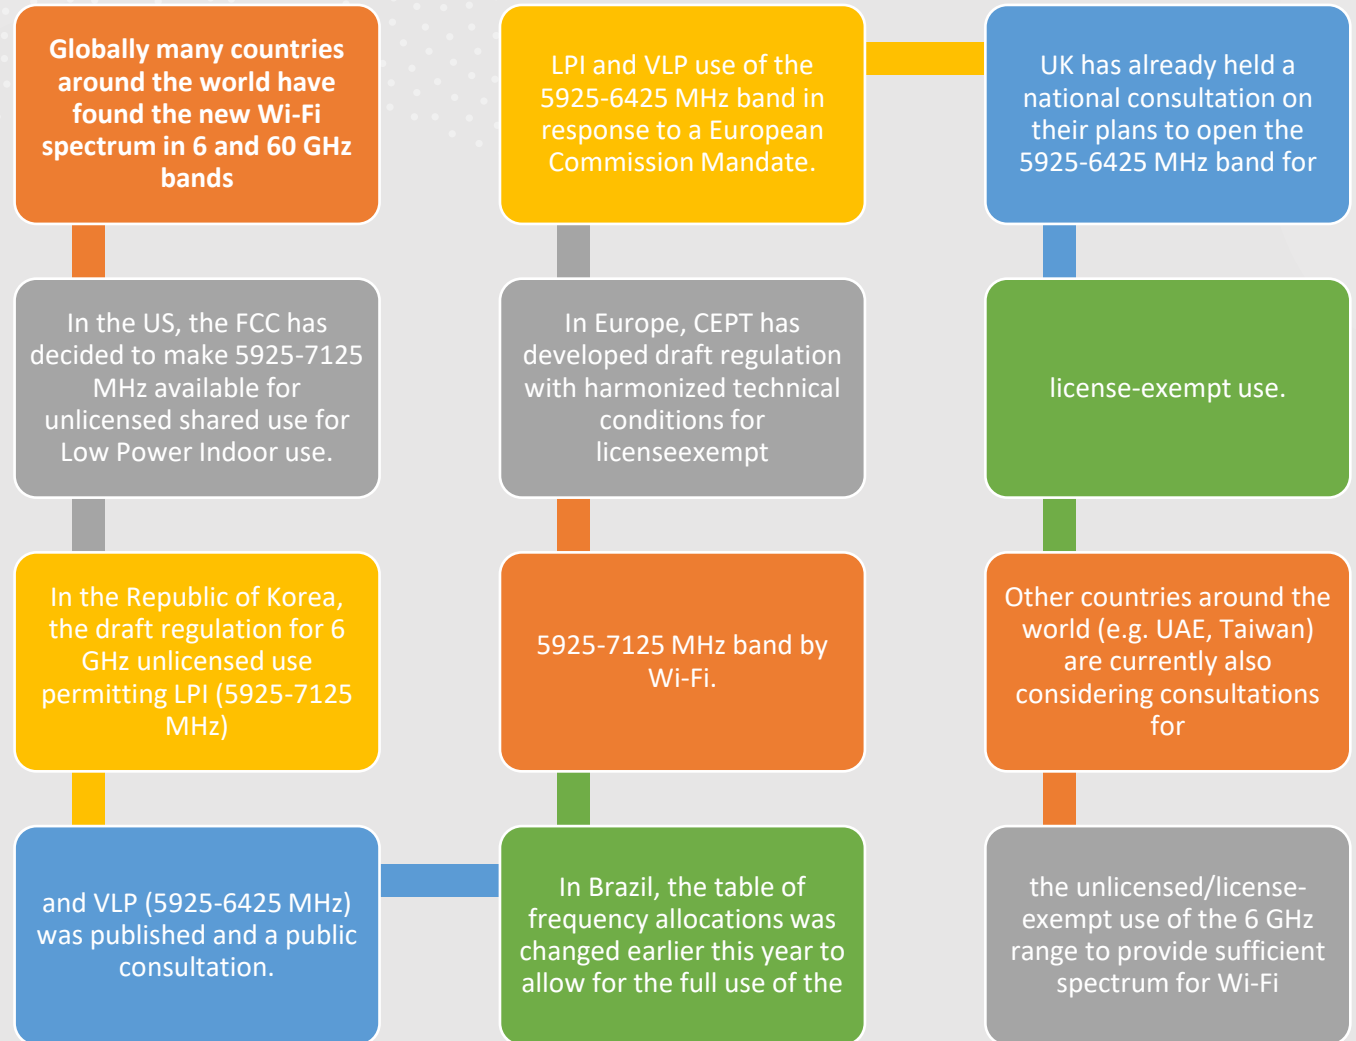 Globally many countries
around the world have
found the new Wi-Fi
spectrum in 6 and 60 GHz
bands
In the US, the FCC has
decided to make 5925-7125
MHz available for
unlicensed shared use for
Low Power Indoor use.
In the Republic of Korea,
the draft regulation for 6
GHz unlicensed use
permitting LPI (5925-7125
MHz)
and VLP (5925-6425 MHz)
was published and a public
consultation.
In Brazil, the table of
frequency allocations was
changed earlier this year to
allow for the full use of the
5925-7125 MHz band by
Wi-Fi.
In Europe, CEPT has
developed draft regulation
with harmonized technical
conditions for
licenseexempt
LPI and VLP use of the
5925-6425 MHz band in
response to a European
Commission Mandate.
UK has already held a
national consultation on
their plans to open the
5925-6425 MHz band for
license-exempt use.
Other countries around the
world (e.g. UAE, Taiwan)
are currently also
considering consultations
for
the unlicensed/license-
exempt use of the 6 GHz
range to provide sufficient
spectrum for Wi-Fi